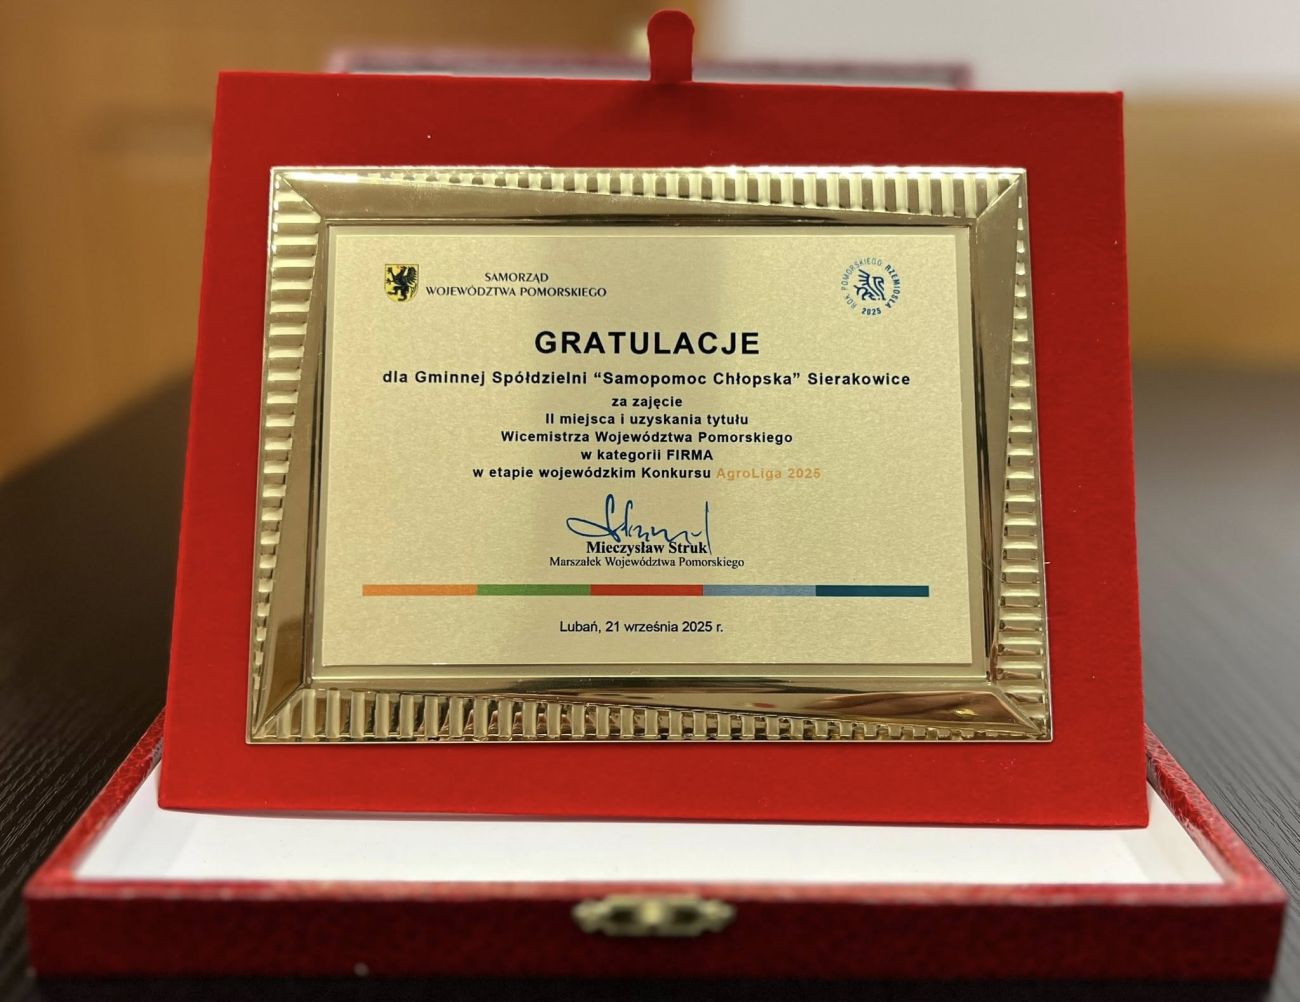 SAMORZĄD
WOJEWÓDZTWA POMORSKIEGO
ROK POMORSKIEGO RZEMIOSŁA
2025
GRATULACJE
dla Gminnej Spółdzielni “Samopomoc Chłopska” Sierakowice
za zajęcie
II miejsca i uzyskania tytułu
Wicemistrza Województwa Pomorskiego
w kategorii FIRMA
w etapie wojewódzkim Konkursu AgroLiga 2025
Mieczysław Struk
Marszałek Województwa Pomorskiego
Lubań, 21 września 2025 r.